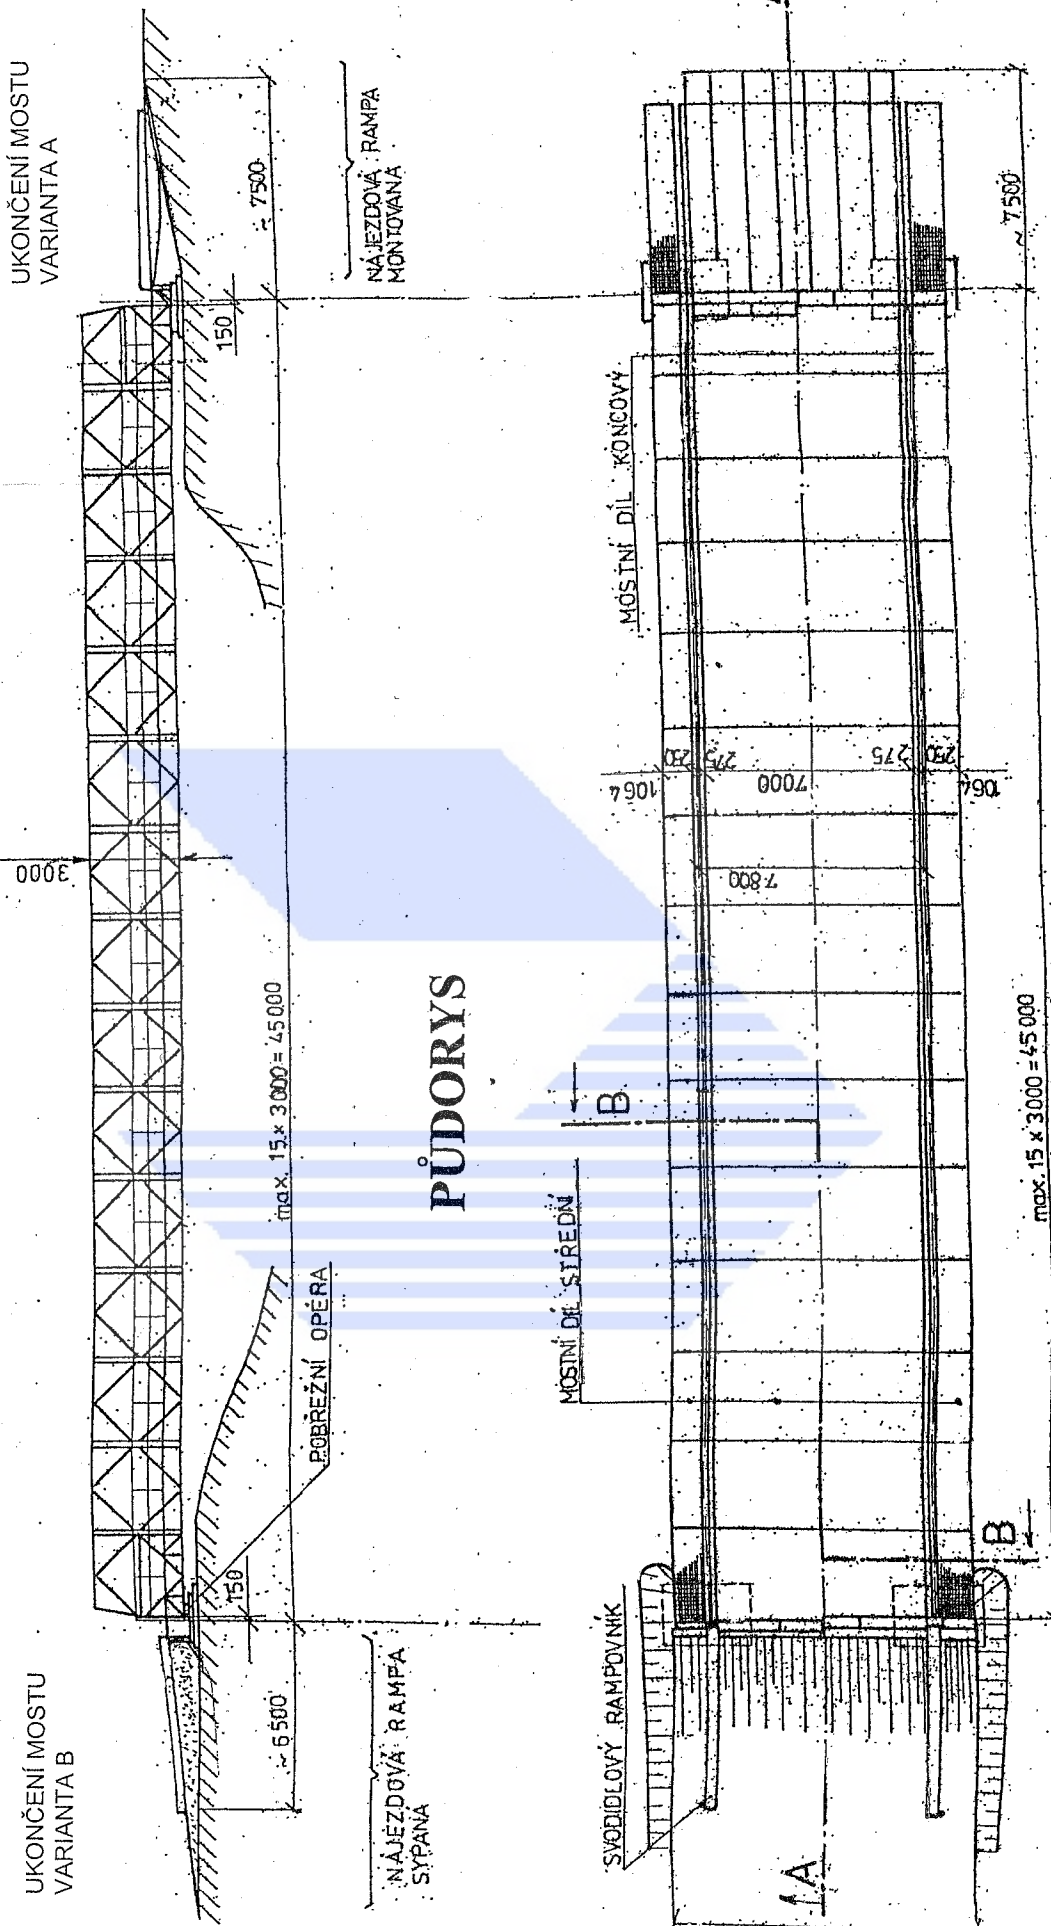 UKONČENÍ MOSTU
VARIANTA B
UKONČENÍ MOSTU
VARIANTA A
3000
150
150
~ 6500
max. 15 x 3000 = 45000
~ 7500
POBŘEŽNÍ OPĚRA
NÁJEZDOVÁ RAMPA
SYPANÁ
NÁJEZDOVÁ RAMPA
MONTOVANÁ
PŮDORYS
MOSTNÍ DÍL STŘEDNÍ
B
MOSTNÍ DÍL KONCOVÝ
SVODIDLOVÝ RAMPOVNÍK
1064
250
275
7000
7800
275
250
1064
A
B
~ 7500
max. 15 x 3000 = 45000